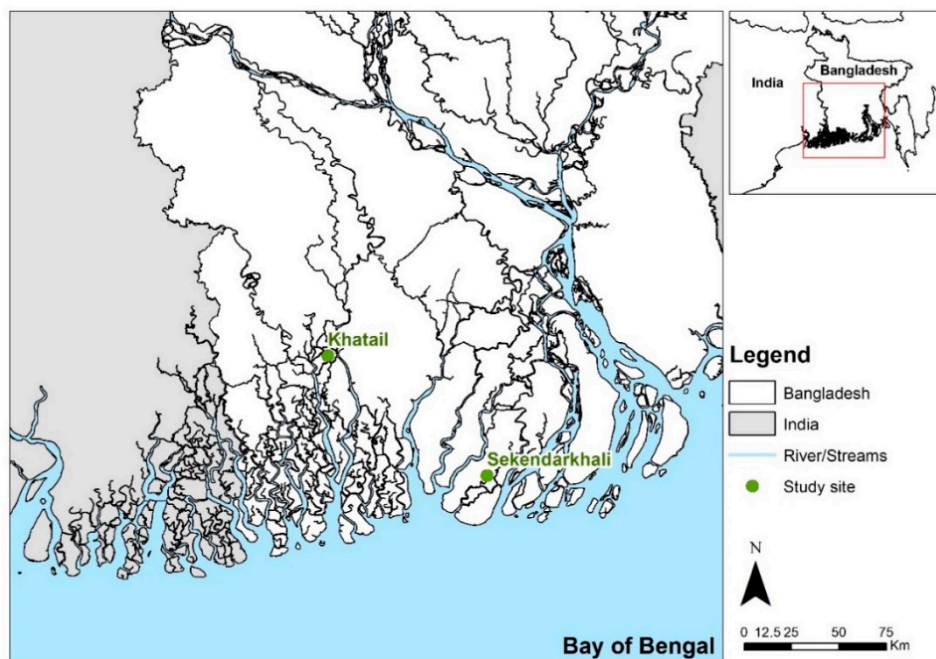 India
Bangladesh
Khatail
Sekendarkhali
Bay of Bengal
Legend
Bangladesh
India
River/Streams
Study site
N
0 12.5 25 50 75
Km